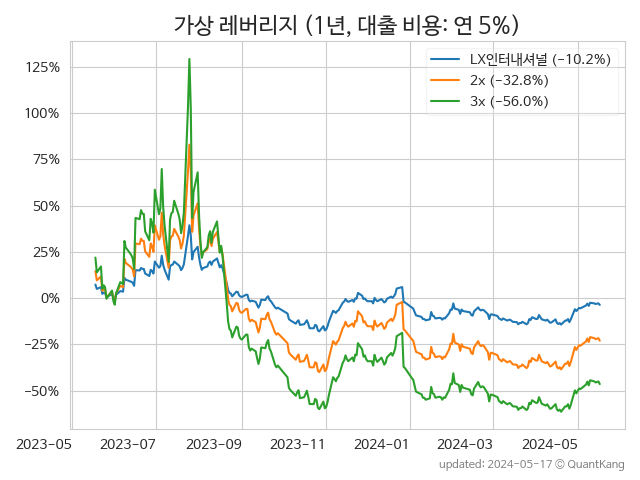 가상 레버리지 (1년, 대출 비용: 연 5%)
LX인터내셔널 (−10.2%)
2x (−32.8%)
3x (−56.0%)
125%
100%
75%
50%
25%
0%
−25%
−50%
2023-05 2023-07 2023-09 2023-11 2024-01 2024-03 2024-05
updated: 2024-05-17 © QuantKang